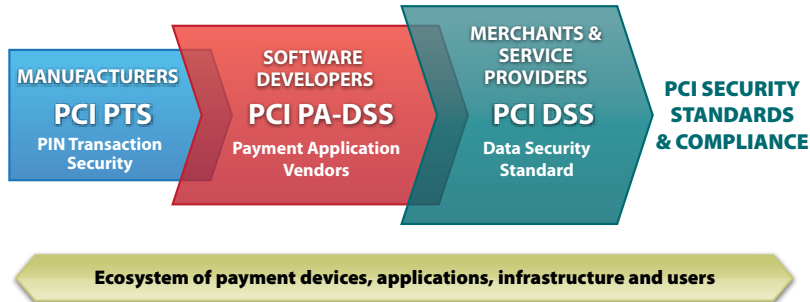 MANUFACTURERS
PCI PTS
PIN Transaction
Security
SOFTWARE
DEVELOPERS
PCI PA-DSS
Payment Application
Vendors
MERCHANTS &
SERVICE
PROVIDERS
PCI DSS
Data Security
Standard
PCI SECURITY
STANDARDS
& COMPLIANCE
Ecosystem of payment devices, applications, infrastructure and users